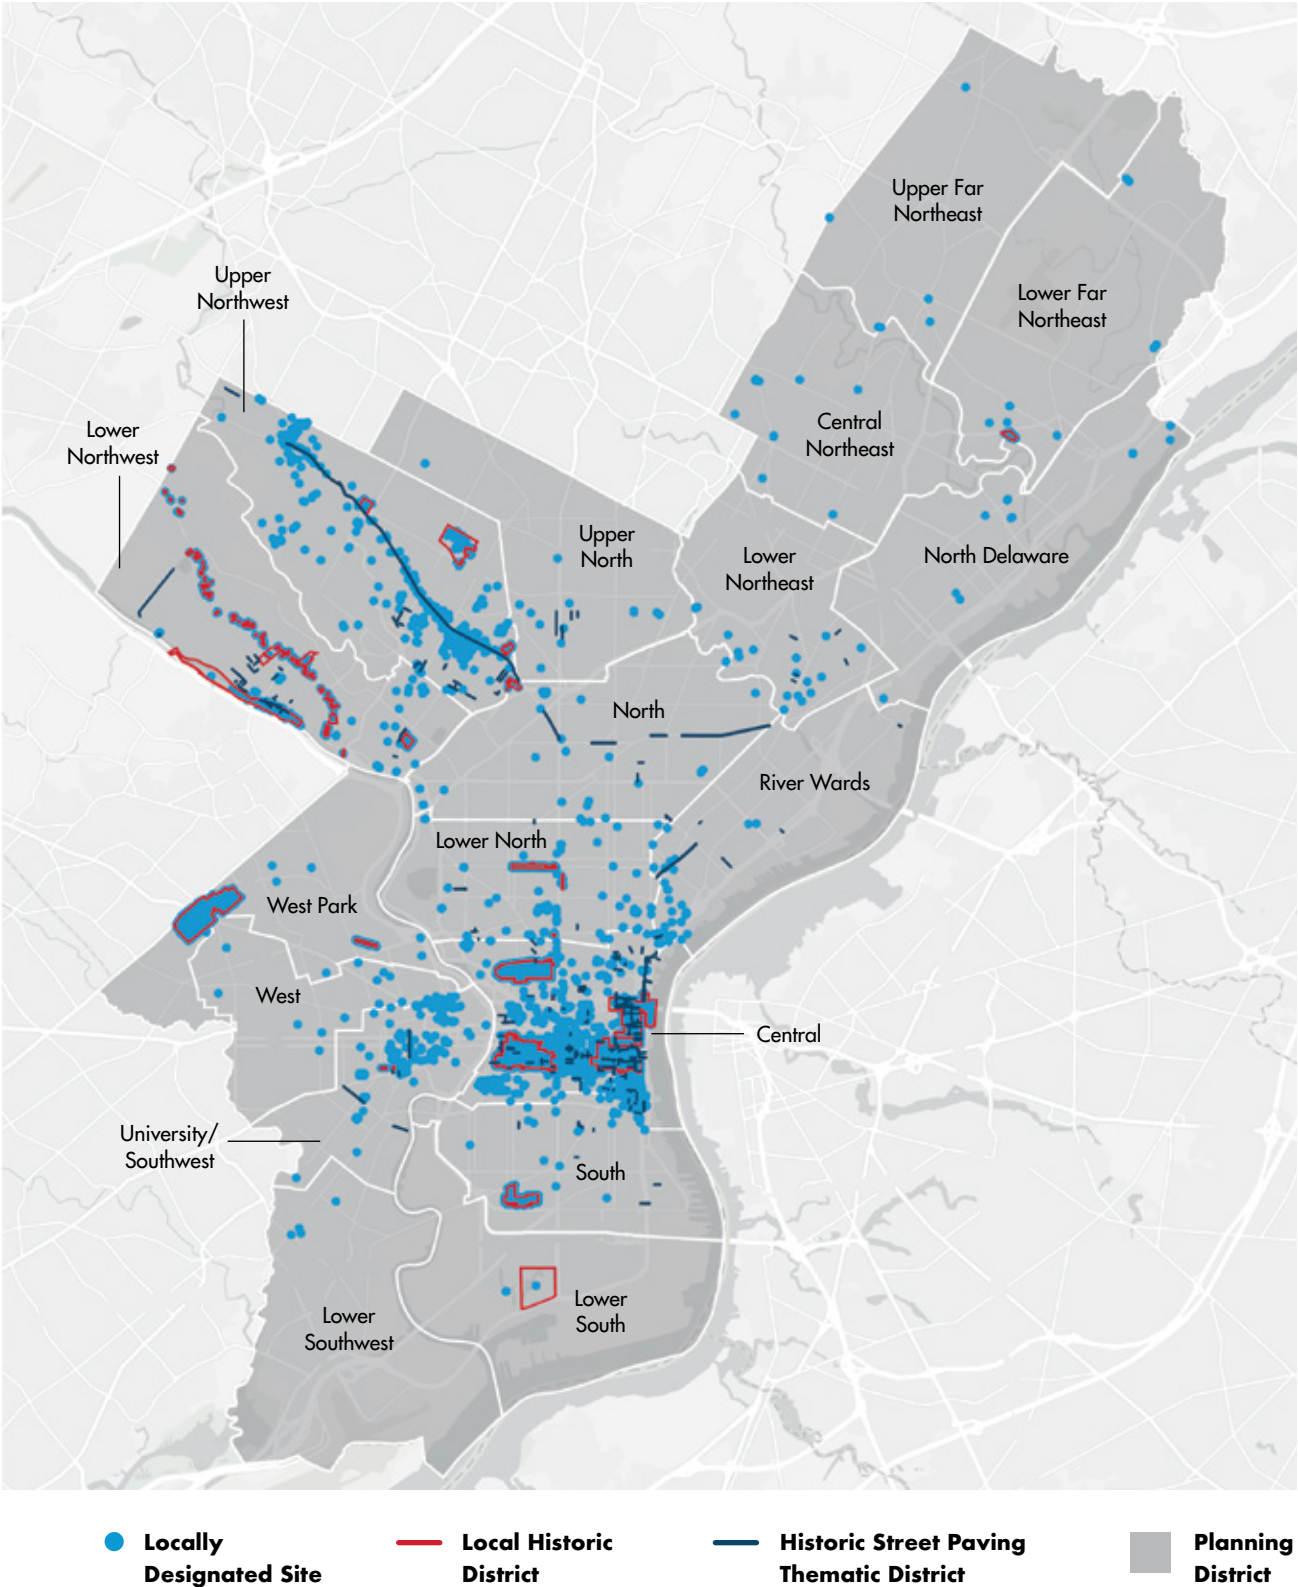 Upper Far
Northeast
Upper
Northwest
Lower Far
Northeast
Lower
Northwest
Central
Northeast
Upper
North
Lower
Northeast
North Delaware
North
River Wards
Lower North
West Park
West
Central
University/
Southwest
South
Lower
Southwest
Lower
South
Locally
Designated Site
Local Historic
District
Historic Street Paving
Thematic District
Planning
District